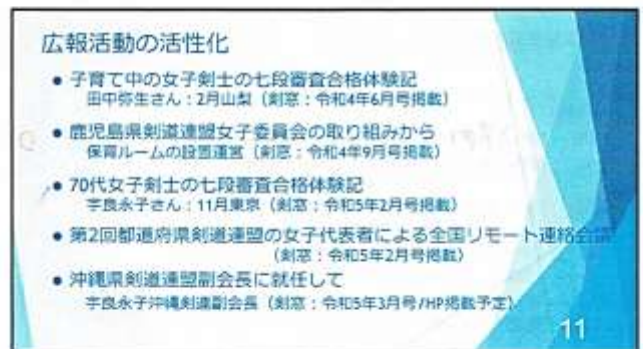 広報活動の活性化
● 子育て中の女子剣士の七段審査合格体験記
田中弥生さん：2月山梨（剣窓：令和4年6月号掲載）
● 鹿児島県剣道連盟女子委員会の取り組みから
保育ルームの設置運営（剣窓：令和4年9月号掲載）
● 70代女子剣士の七段審査合格体験記
宇良永子さん：11月東京（剣窓：令和5年2月号掲載）
● 第2回都道府県剣道連盟の女子代表者による全国リモート連絡会議
（剣窓：令和5年2月号掲載）
● 沖縄県剣道連盟副会長に就任して
宇良永子沖縄剣連副会長（剣窓：令和5年3月号/HP掲載予定）
11